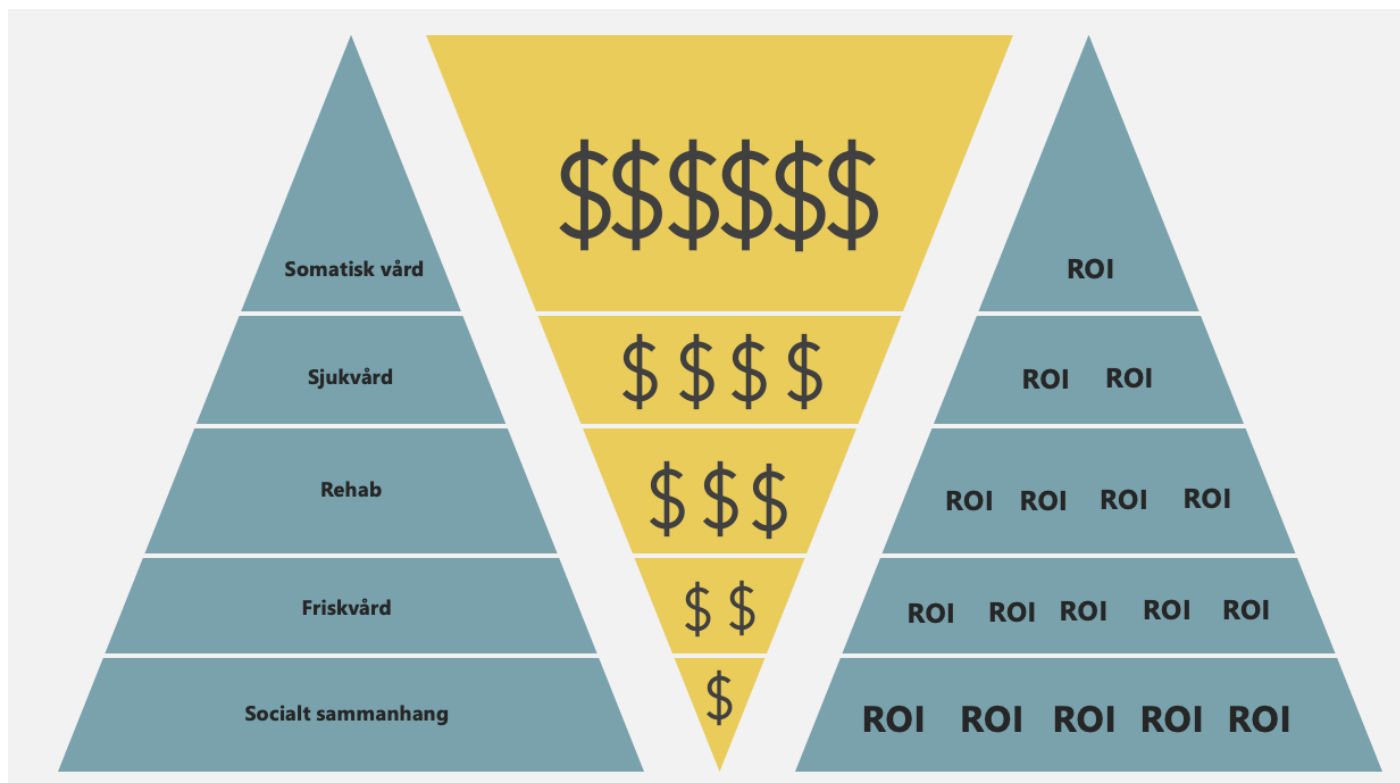 $$$$$$
Somatisk vård
ROI
$ $ $ $
Sjukvård
ROI ROI
$ $ $
Rehab
ROI ROI ROI ROI
$ $
Friskvård
ROI ROI ROI ROI ROI
$
Socialt sammanhang
ROI ROI ROI ROI ROI